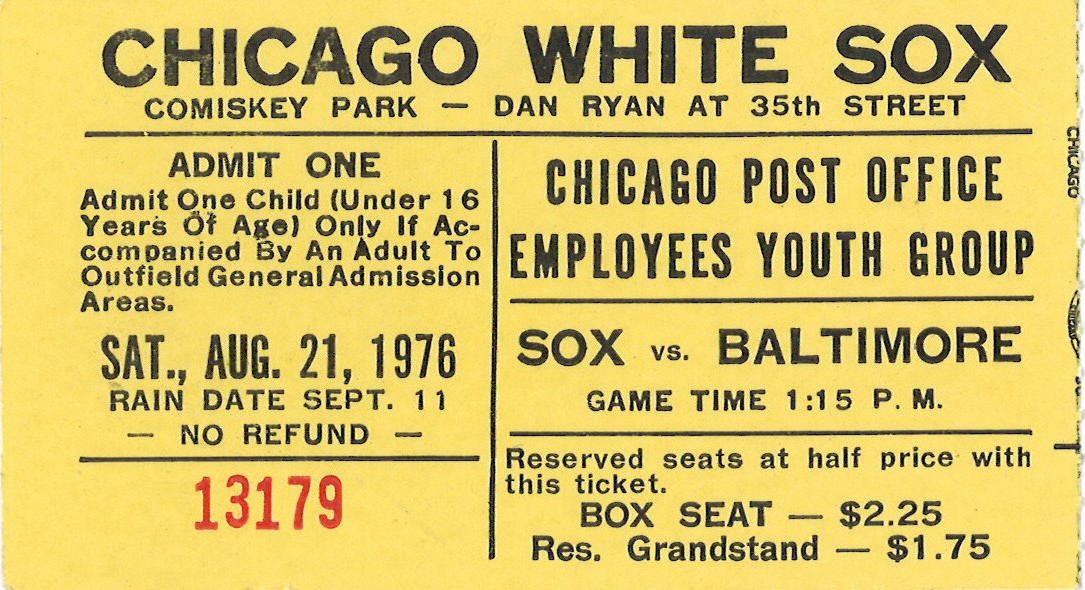 CHICAGO WHITE SOX
COMISKEY PARK — DAN RYAN AT 35th STREET
ADMIT ONE
Admit One Child (Under 16
Years Of Age) Only If Ac-
companied By An Adult To
Outfield General Admission
Areas.
SAT., AUG. 21, 1976
RAIN DATE SEPT. 11
— NO REFUND —
13179
CHICAGO POST OFFICE
EMPLOYEES YOUTH GROUP
SOX vs. BALTIMORE
GAME TIME 1:15 P. M.
Reserved seats at half price with
this ticket.
BOX SEAT — $2.25
Res. Grandstand — $1.75
CHICAGO